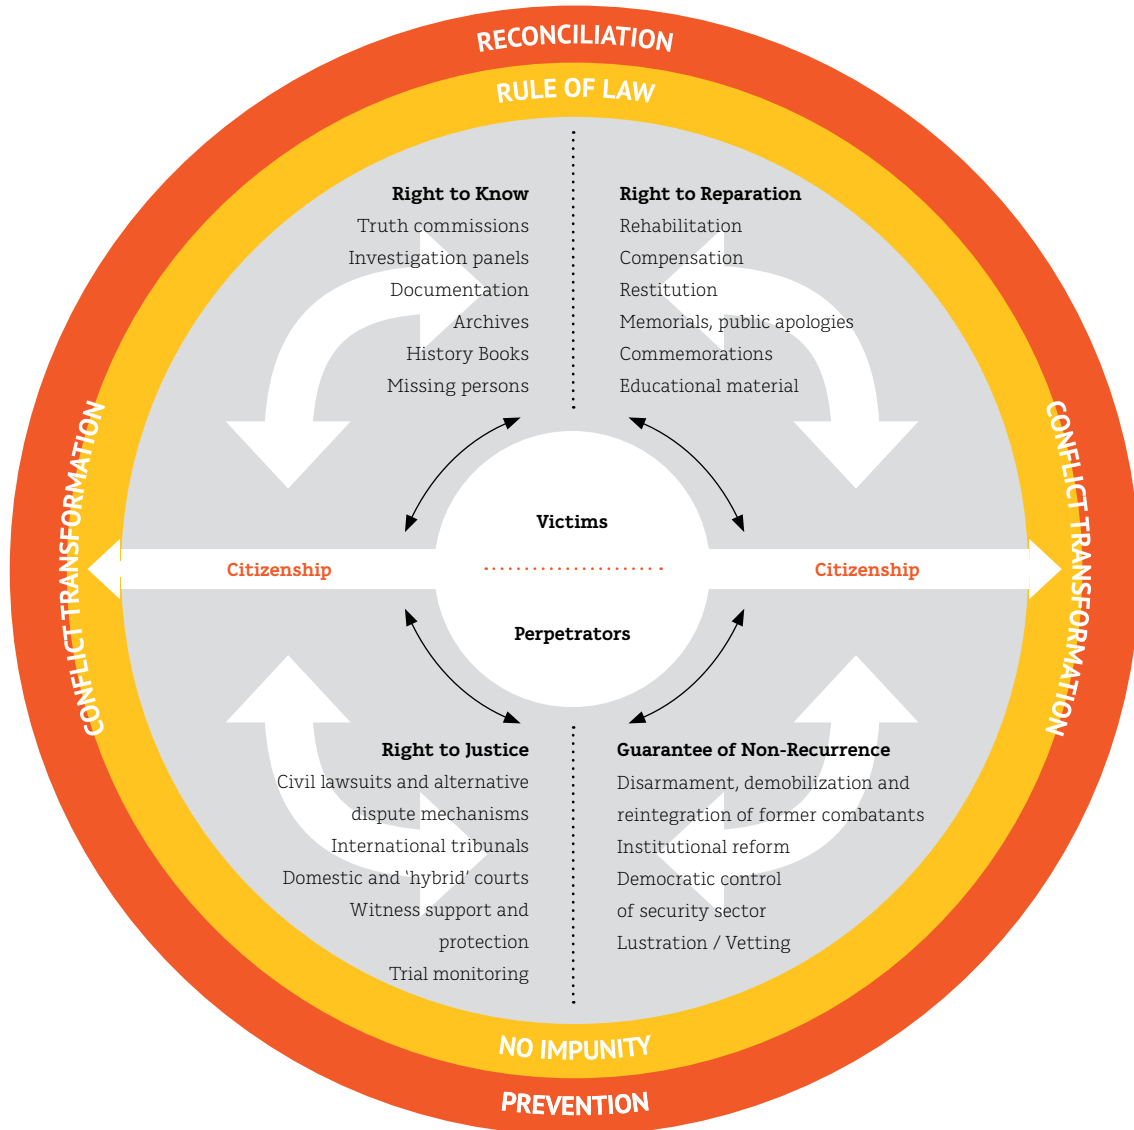 RECONCILIATION
RULE OF LAW
Right to Know
Truth commissions
Investigation panels
Documentation
Archives
History Books
Missing persons
Right to Reparation
Rehabilitation
Compensation
Restitution
Memorials, public apologies
Commemorations
Educational material
CONFLICT TRANSFORMATION
CONFLICT TRANSFORMATION
Victims
Citizenship
Citizenship
Perpetrators
Right to Justice
Civil lawsuits and alternative
dispute mechanisms
International tribunals
Domestic and ‘hybrid’ courts
Witness support and
protection
Trial monitoring
Guarantee of Non-Recurrence
Disarmament, demobilization and
reintegration of former combatants
Institutional reform
Democratic control
of security sector
Lustration / Vetting
NO IMPUNITY
PREVENTION